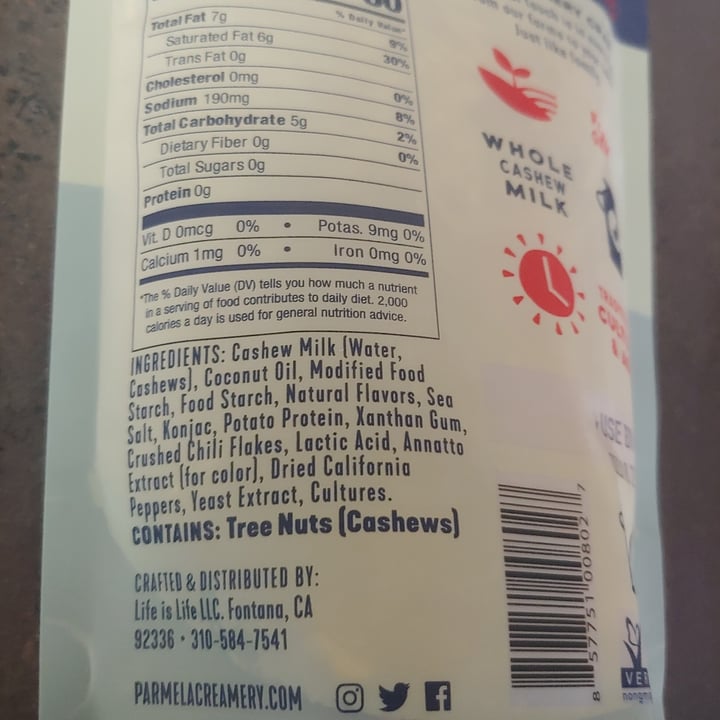 % Daily Value*
Total Fat 7g 9%
Saturated Fat 6g 30%
Trans Fat 0g
Cholesterol 0mg 0%
Sodium 190mg 8%
Total Carbohydrate 5g 2%
Dietary Fiber 0g 0%
Total Sugars 0g
Protein 0g
Vit. D 0mcg 0% • Potas. 9mg 0%
Calcium 1mg 0% • Iron 0mg 0%
*The % Daily Value (DV) tells you how much a nutrient
in a serving of food contributes to daily diet. 2,000
calories a day is used for general nutrition advice.
INGREDIENTS: Cashew Milk (Water,
Cashews), Coconut Oil, Modified Food
Starch, Food Starch, Natural Flavors, Sea
Salt, Konjac, Potato Protein, Xanthan Gum,
Crushed Chili Flakes, Lactic Acid, Annatto
Extract (for color), Dried California
Peppers, Yeast Extract, Cultures.
CONTAINS: Tree Nuts (Cashews)
CRAFTED & DISTRIBUTED BY:
Life is Life LLC. Fontana, CA
92336 • 310-584-7541
PARMELACREAMERY.COM
our farms to
just like
WHOLE
CASHEW
MILK
USE
8 57751 00802 7
VER
nongm